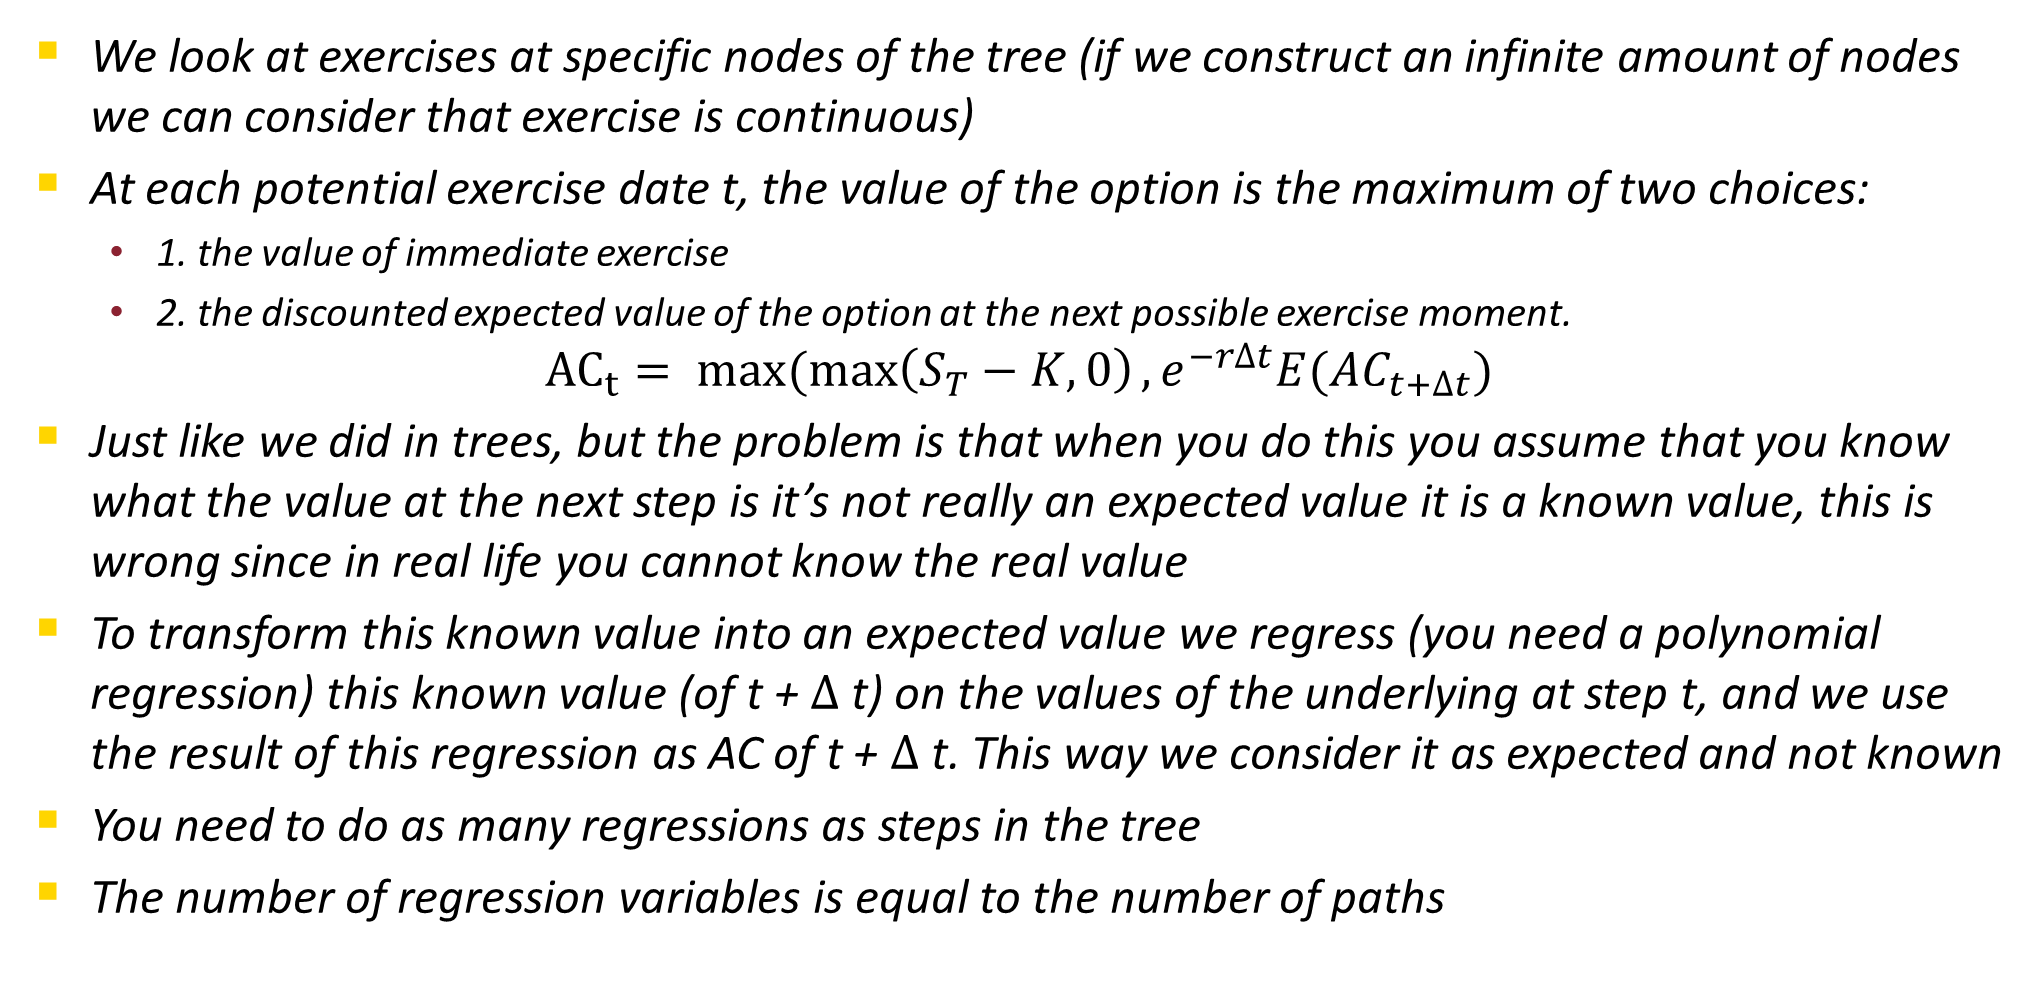 We look at exercises at specific nodes of the tree (if we construct an infinite amount of nodes
we can consider that exercise is continuous)
At each potential exercise date t, the value of the option is the maximum of two choices:
1. the value of immediate exercise
2. the discounted expected value of the option at the next possible exercise moment.
AC_t = max(max(S_T − K, 0), e^{−rΔt}E(AC_{t+Δt})
Just like we did in trees, but the problem is that when you do this you assume that you know
what the value at the next step is it’s not really an expected value it is a known value, this is
wrong since in real life you cannot know the real value
To transform this known value into an expected value we regress (you need a polynomial
regression) this known value (of t + Δ t) on the values of the underlying at step t, and we use
the result of this regression as AC of t + Δ t. This way we consider it as expected and not known
You need to do as many regressions as steps in the tree
The number of regression variables is equal to the number of paths